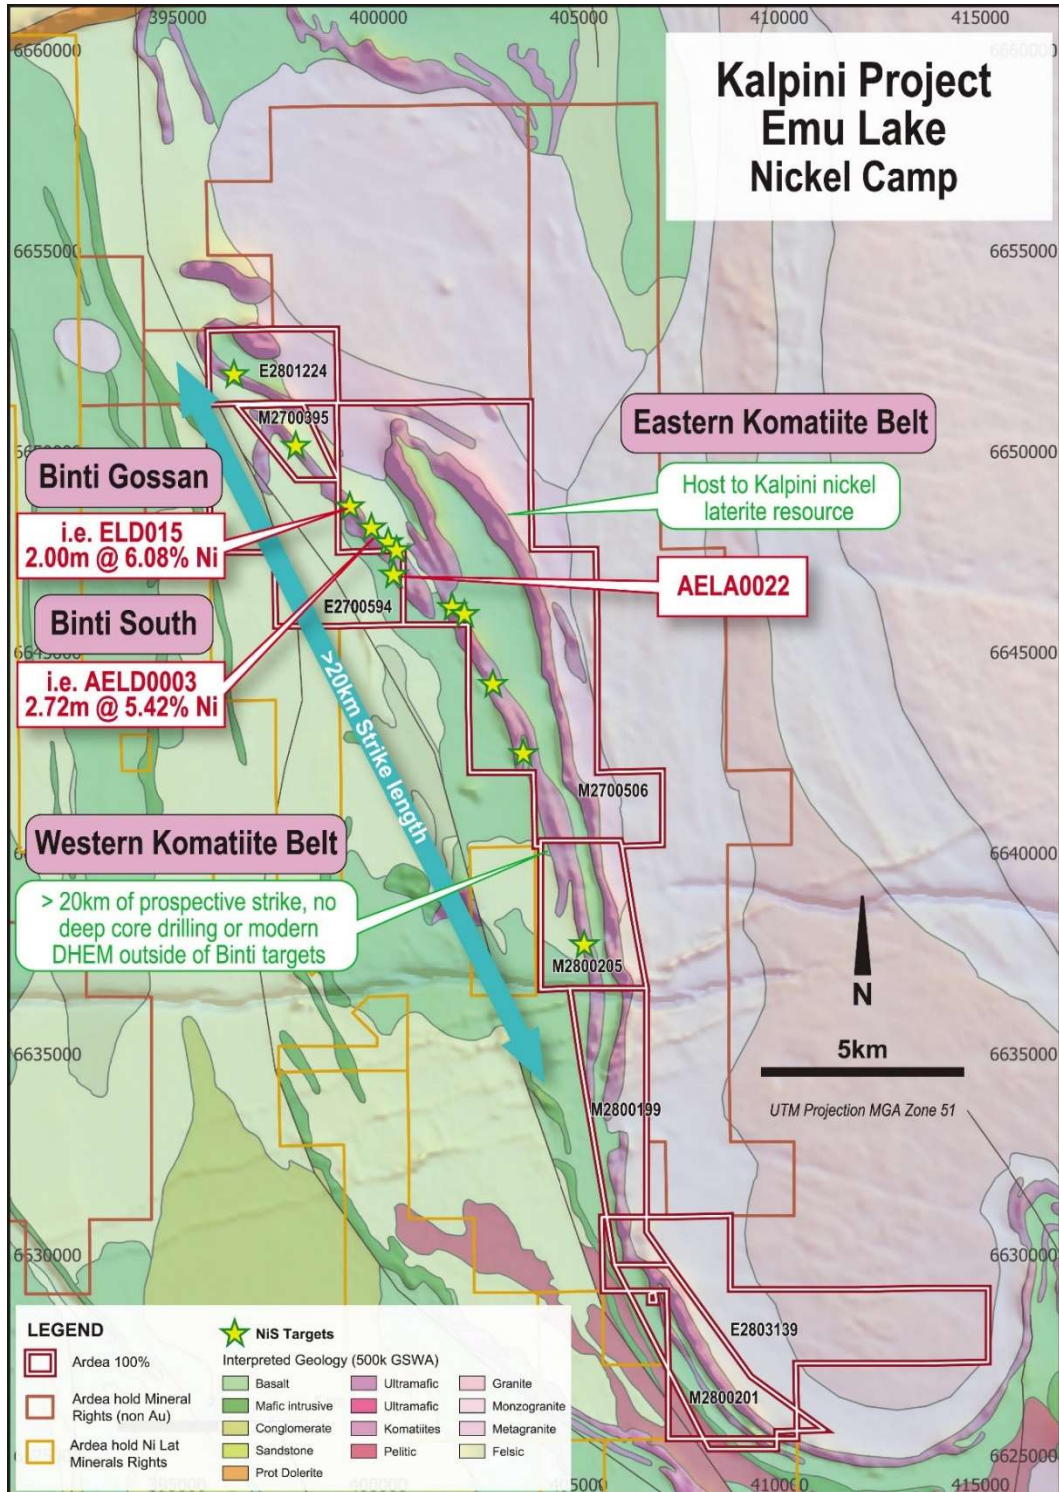 395000 400000 405000 410000 415000
6660000 6660000
Kalpini Project
Emu Lake
Nickel Camp
6655000 6655000
E2801224
M2700395
Eastern Komatiite Belt
6650000
Host to Kalpini nickel
laterite resource
Binti Gossan
i.e. ELD015
2.00m @ 6.08% Ni
AELA0022
E2700594
Binti South
6645000 6645000
i.e. AELD0003
2.72m @ 5.42% Ni
>20km Strike length
M2700506
Western Komatiite Belt
6640000
> 20km of prospective strike, no
deep core drilling or modern
DHEM outside of Binti targets
M2800205
N
5km
6635000 6635000
UTM Projection MGA Zone 51
M2800199
6630000 6630000
E2803139
M2800201
LEGEND
Ardea 100%
Ardea hold Mineral
Rights (non Au)
Ardea hold Ni Lat
Minerals Rights
NiS Targets
Interpreted Geology (500k GSWA)
Basalt
Mafic intrusive
Conglomerate
Sandstone
Prot Dolerite
Ultramafic
Ultramafic
Komatiites
Pelitic
Granite
Monzogranite
Metagranite
Felsic
6625000
395000 400000 405000 410000 415000